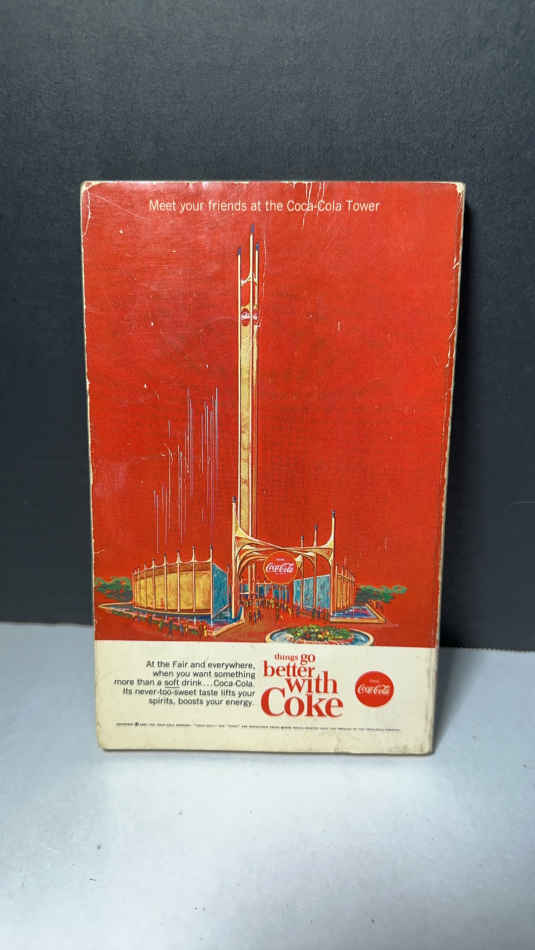 Meet your friends at the Coca-Cola Tower
Coca-Cola
At the Fair and everywhere,
when you want something
more than a soft drink...Coca-Cola.
Its never-too-sweet taste lifts your
spirits, boosts your energy.
things go
better
with
Coke
Coca-Cola